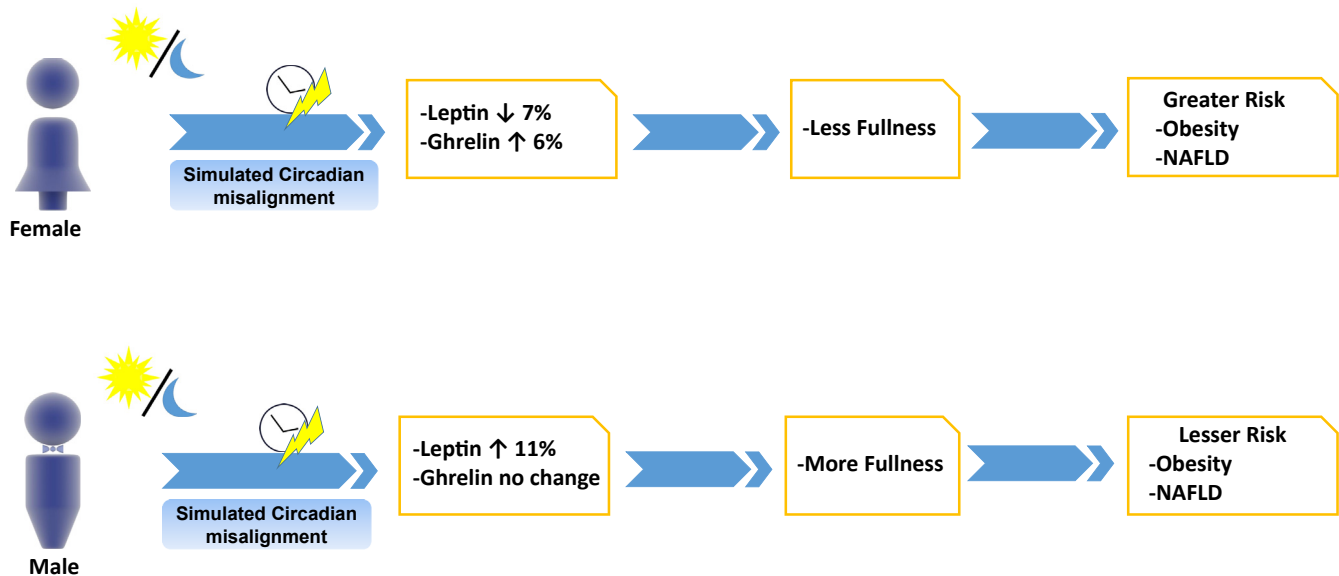 -Leptin ↓ 7%
-Ghrelin ↑ 6%
-Less Fullness
Greater Risk
-Obesity
-NAFLD
Simulated Circadian
misalignment
Female
-Leptin ↑ 11%
-Ghrelin no change
-More Fullness
Lesser Risk
-Obesity
-NAFLD
Simulated Circadian
misalignment
Male